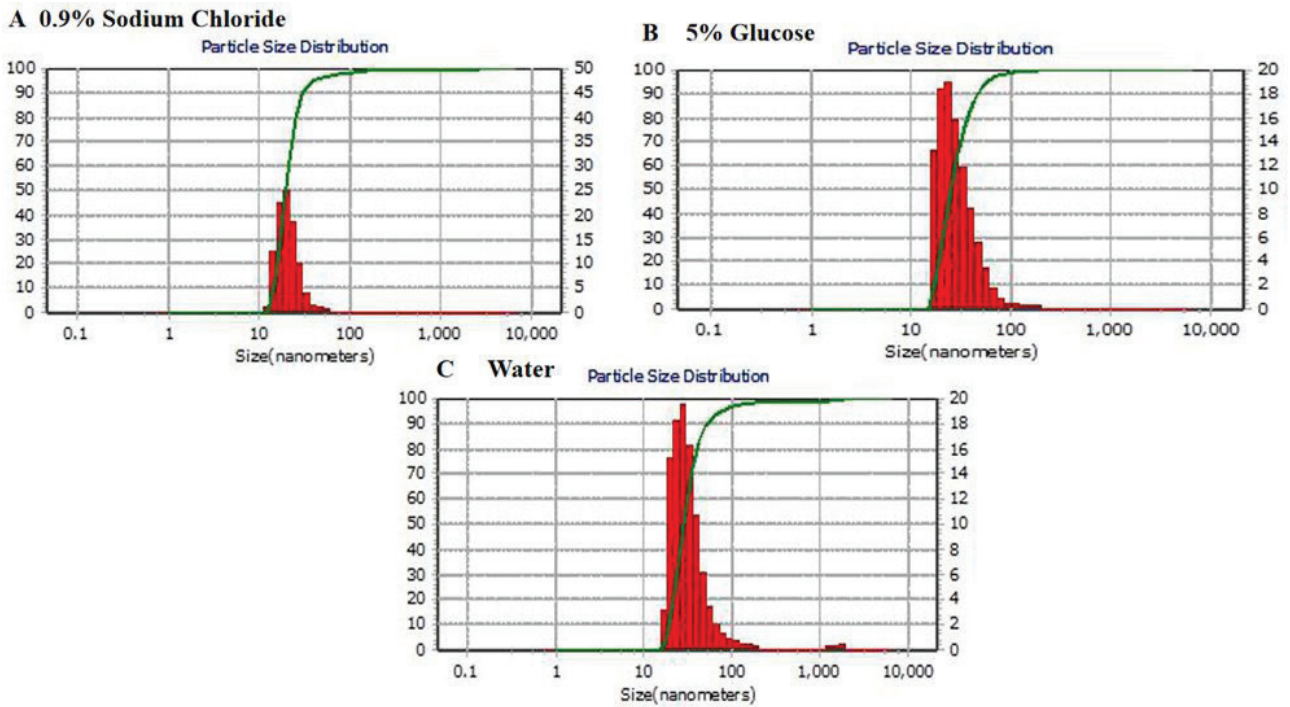 A 0.9% Sodium Chloride
Particle Size Distribution
100 90 80 70 60 50 40 30 20 10 0
50 45 40 35 30 25 20 15 10 5 0
0.1 1 10 100 1,000 10,000
Size(nanometers)
B 5% Glucose
Particle Size Distribution
100 90 80 70 60 50 40 30 20 10 0
20 18 16 14 12 10 8 6 4 2 0
0.1 1 10 100 1,000 10,000
Size(nanometers)
C Water
Particle Size Distribution
100 90 80 70 60 50 40 30 20 10 0
20 18 16 14 12 10 8 6 4 2 0
0.1 1 10 100 1,000 10,000
Size(nanometers)